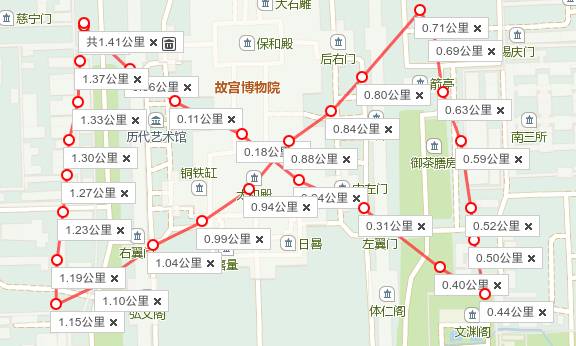 慈宁门
大石雕
0.71公里
共1.41公里
保和殿
0.69公里
锡庆门
后右门
1.37公里
故宫博物院
箭亭
0.80公里
0.11公里
0.63公里
1.33公里
历代艺术馆
0.84公里
南三所
1.30公里
0.88公里
御茶膳房
0.59公里
铜铁缸
1.27公里
0.94公里
0.31公里
0.52公里
1.23公里
0.99公里
日晷
左翼门
右翼门
1.04公里
0.50公里
1.19公里
0.40公里
1.10公里
体仁阁
0.44公里
1.15公里
弘义阁
文渊阁